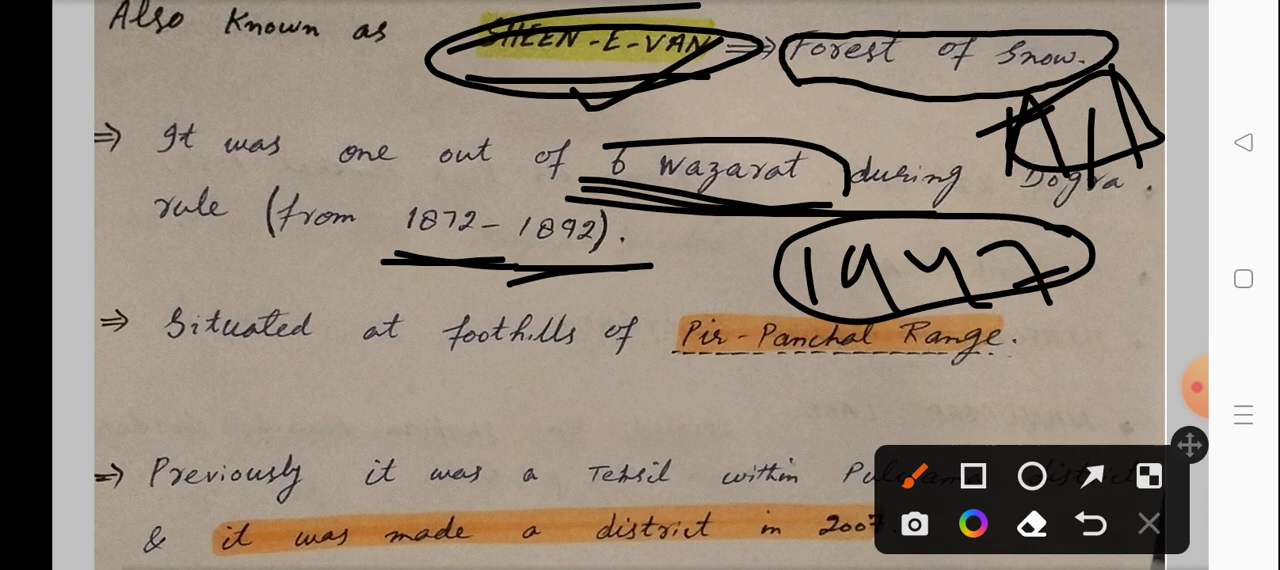 Also Known as SHEEN-E-VAN ⇒ Forest of Snow.
⇒ It was one out of 6 Wazarat during Dogra
rule (from 1872- 1892).
1947
⇒ Situated at foothills of Pir-Panchal Range.
⇒ Previously it was a Tehsil within Pulwama district
& it was made a district in 2007